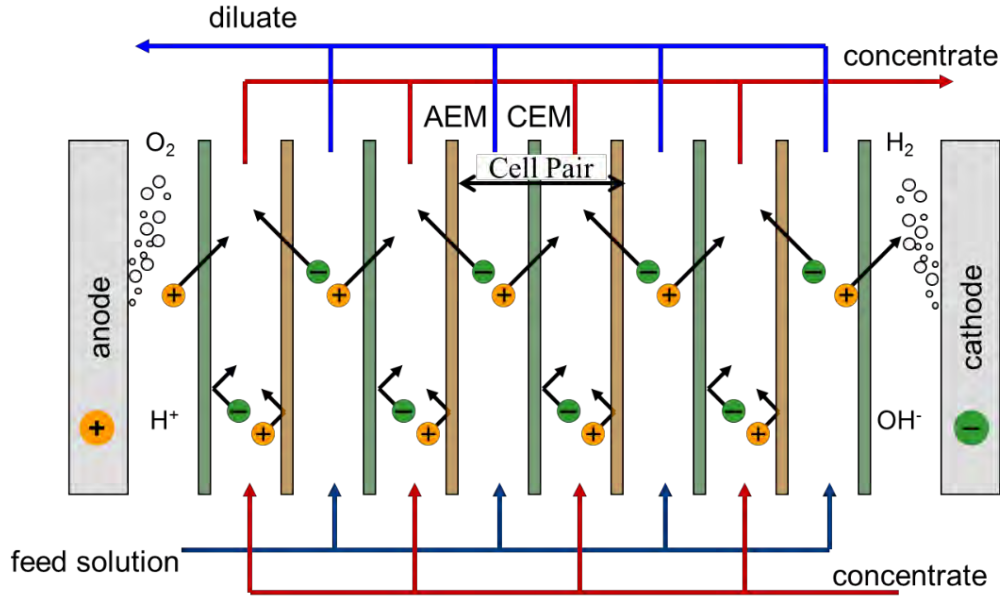 diluate
concentrate
AEM CEM
O₂
H₂
Cell Pair
anode
cathode
+
−
+
−
+
−
+
−
+
+
H⁺
−
+
−
+
−
+
−
+
OH⁻
−
feed solution
concentrate